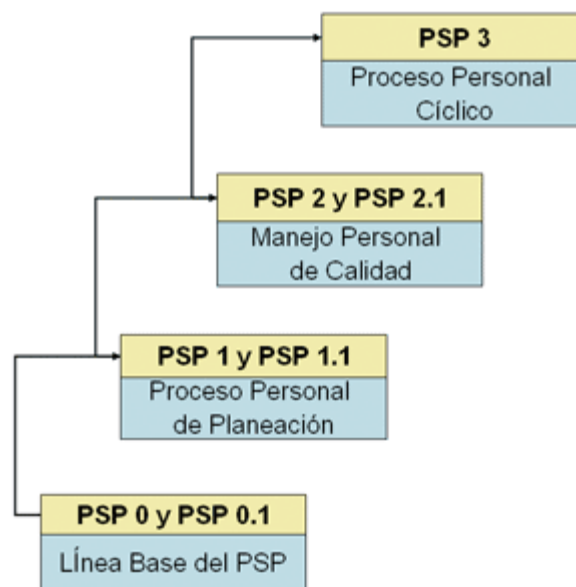 PSP 3
Proceso Personal
Cíclico
PSP 2 y PSP 2.1
Manejo Personal
de Calidad
PSP 1 y PSP 1.1
Proceso Personal
de Planeación
PSP 0 y PSP 0.1
LÍnea Base del PSP